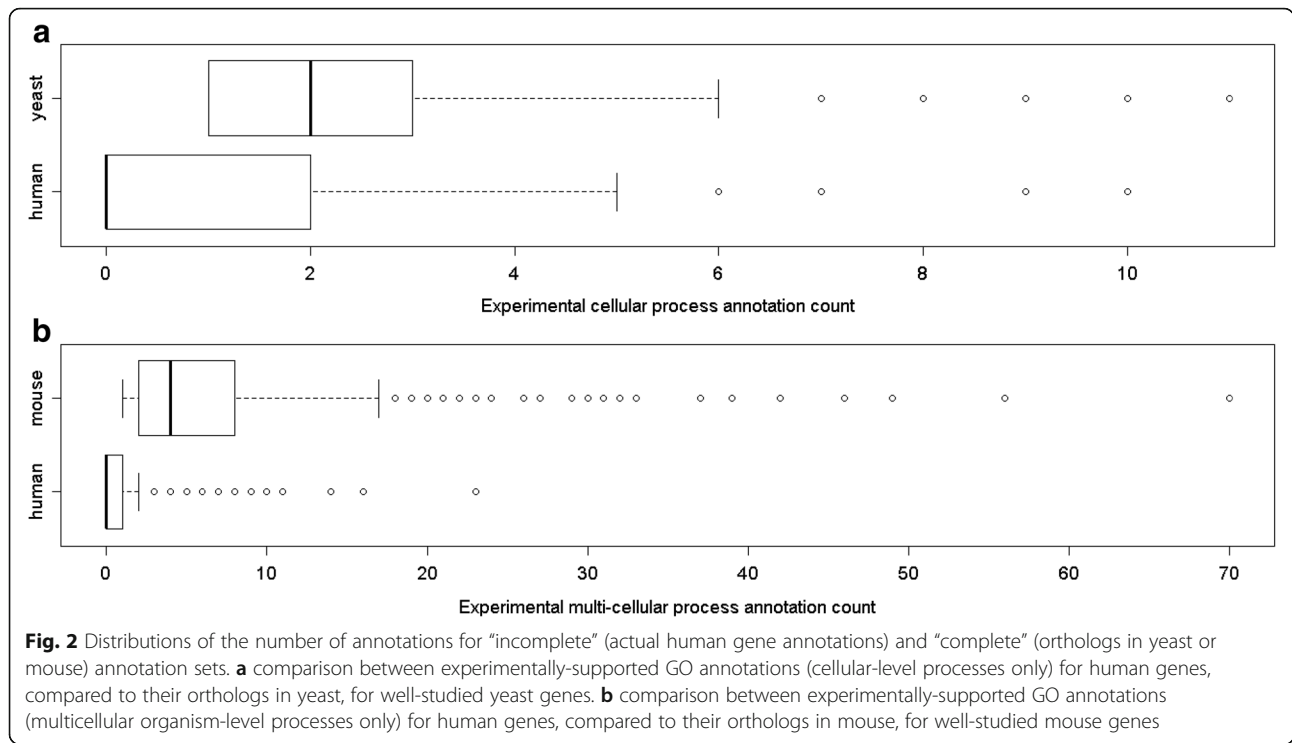 a
yeast
human
0 2 4 6 8 10
Experimental cellular process annotation count
b
mouse
human
0 10 20 30 40 50 60 70
Experimental multi-cellular process annotation count
Fig. 2 Distributions of the number of annotations for “incomplete” (actual human gene annotations) and “complete” (orthologs in yeast or
mouse) annotation sets. a comparison between experimentally-supported GO annotations (cellular-level processes only) for human genes,
compared to their orthologs in yeast, for well-studied yeast genes. b comparison between experimentally-supported GO annotations
(multicellular organism-level processes only) for human genes, compared to their orthologs in mouse, for well-studied mouse genes